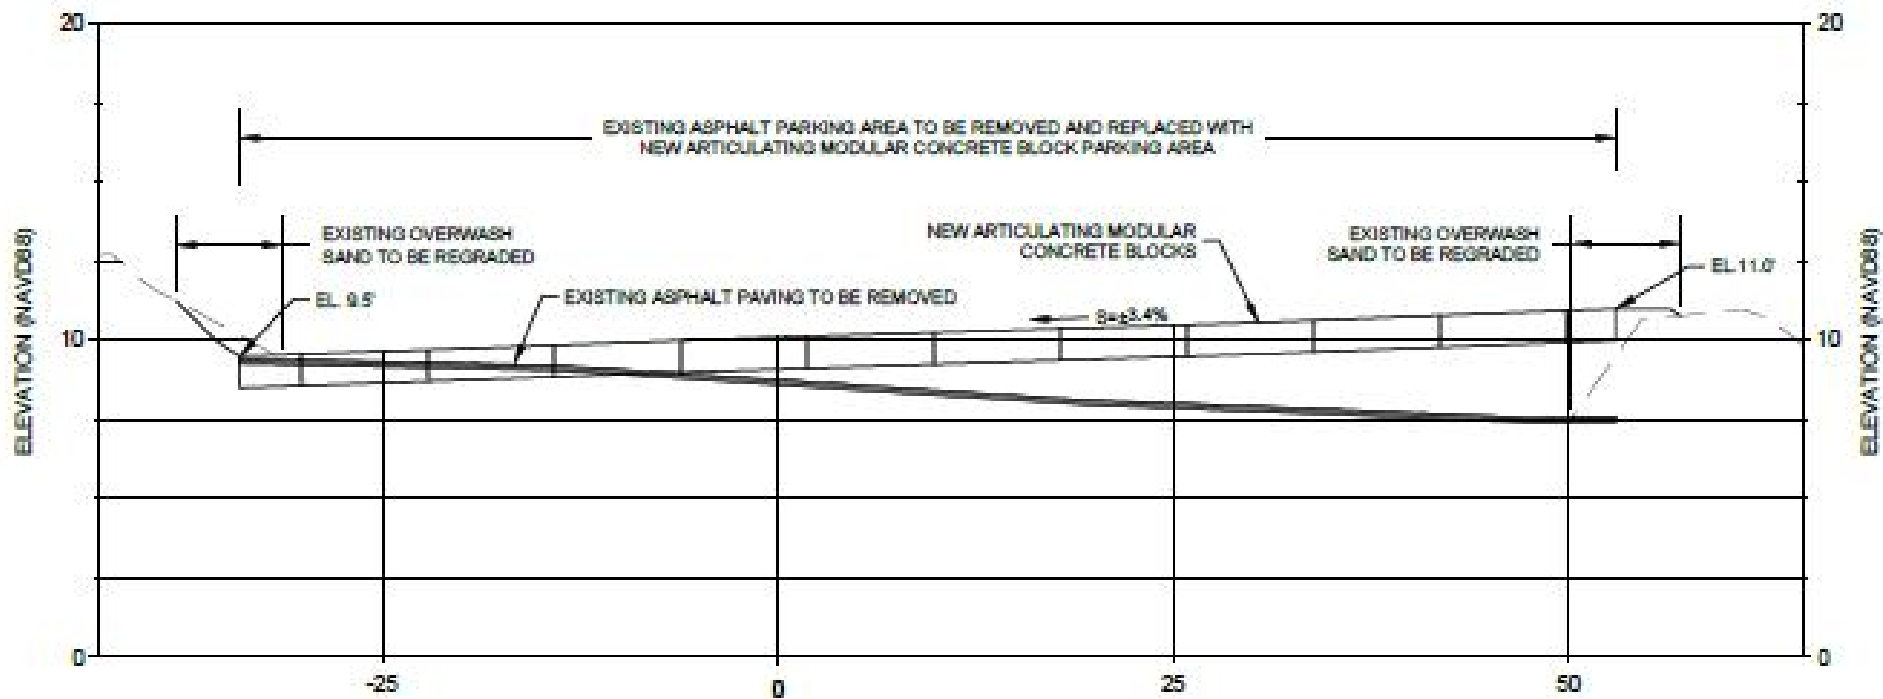 20
20
EXISTING ASPHALT PARKING AREA TO BE REMOVED AND REPLACED WITH
NEW ARTICULATING MODULAR CONCRETE BLOCK PARKING AREA
EXISTING OVERWASH
SAND TO BE REGRADED
NEW ARTICULATING MODULAR
CONCRETE BLOCKS
EXISTING OVERWASH
SAND TO BE REGRADED
EL. 9.5'
EXISTING ASPHALT PAVING TO BE REMOVED
S=±3.4%
EL.11.0'
ELEVATION (NAVD88)
ELEVATION (NAVD88)
10
10
0
0
-25
0
25
50